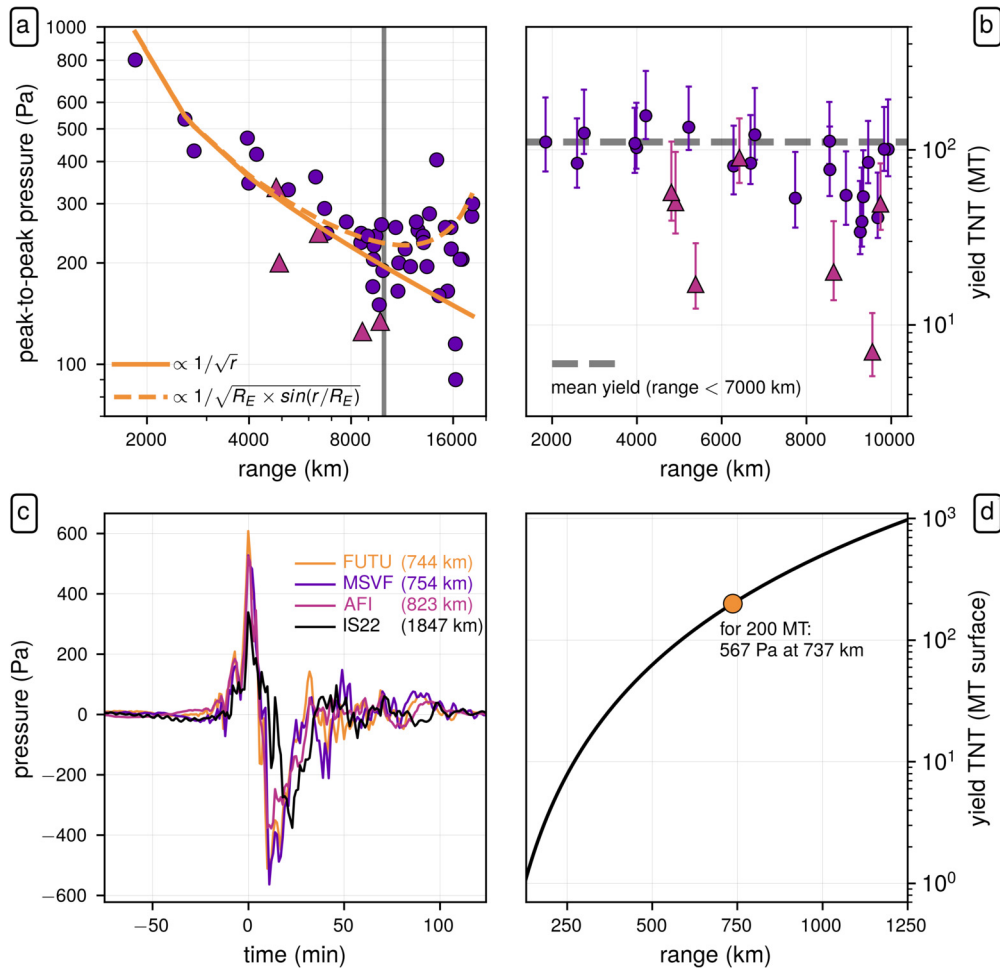 a
peak-to-peak pressure (Pa)
1000
800
600
500
400
300
200
100
∝ 1/√r
∝ 1/√R_E × sin(r/R_E)
2000
4000
8000
16000
range (km)
b
yield TNT (MT)
10²
10¹
mean yield (range < 7000 km)
2000
4000
6000
8000
10000
range (km)
c
pressure (Pa)
600
400
200
0
−200
−400
−600
FUTU (744 km)
MSVF (754 km)
AFI (823 km)
IS22 (1847 km)
−50
0
50
100
time (min)
d
yield TNT (MT surface)
10³
10²
10¹
10⁰
for 200 MT:
567 Pa at 737 km
250
500
750
1000
1250
range (km)